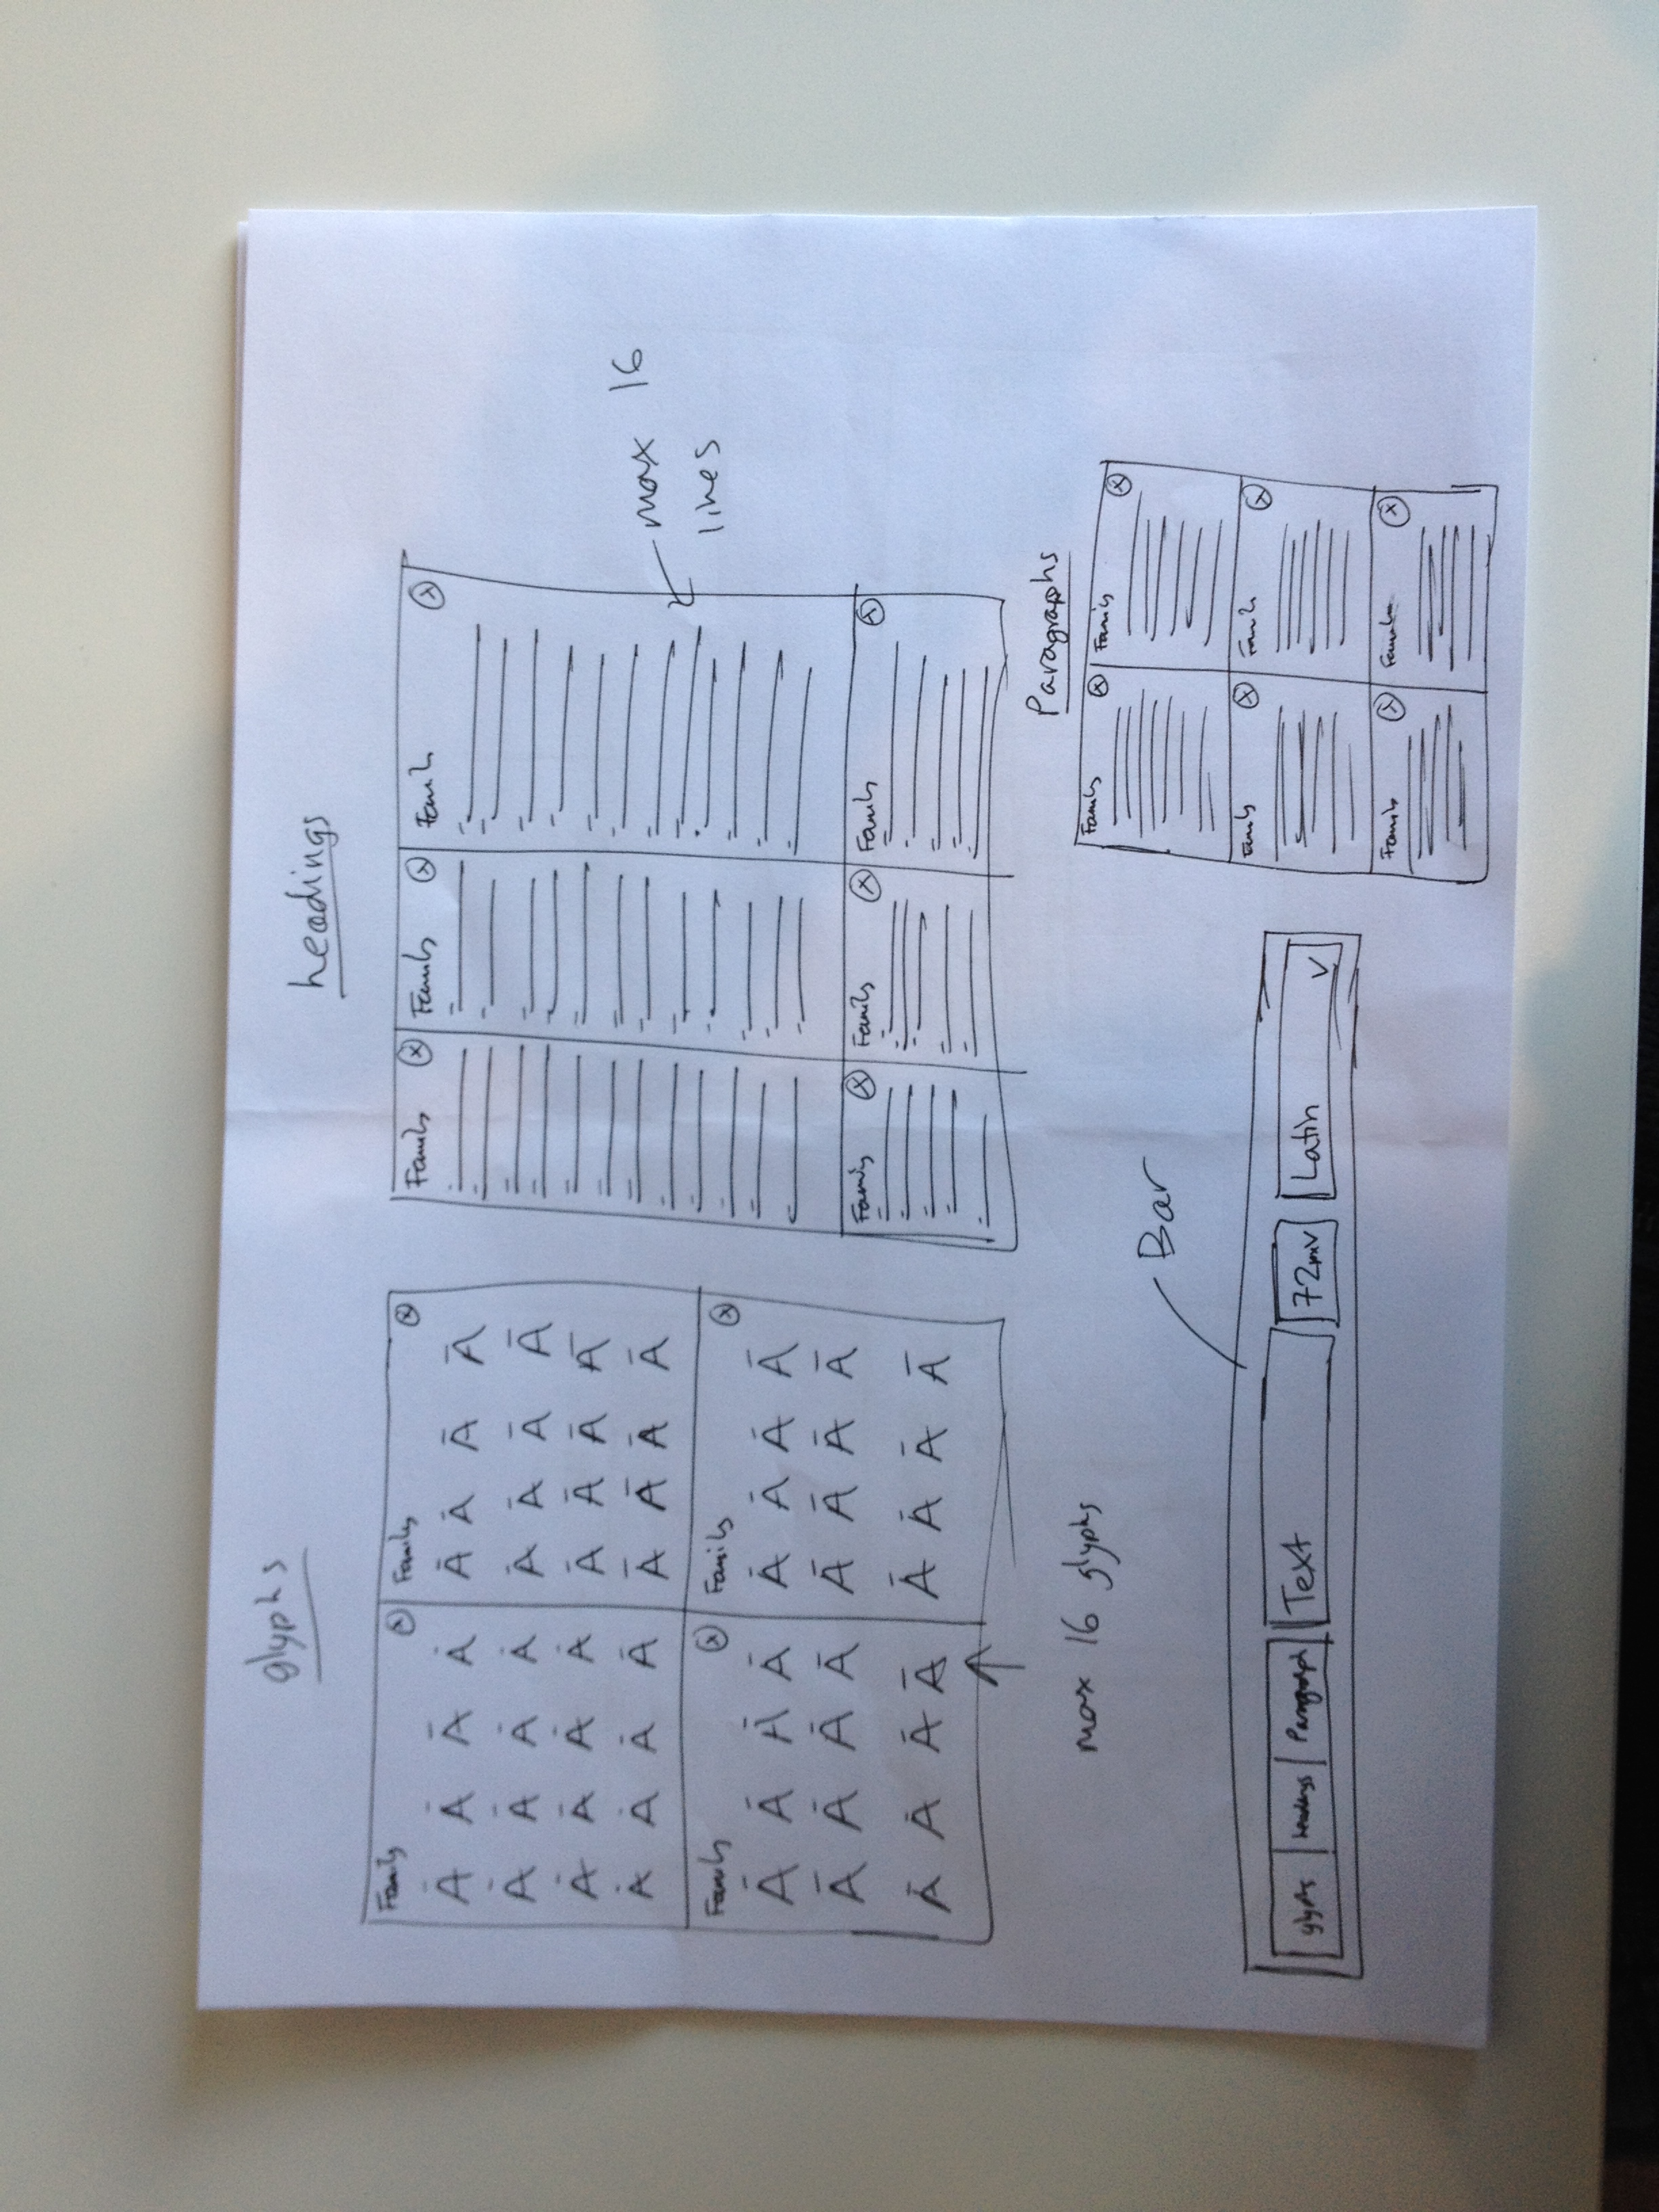 glyphs
Family ⓧ Family ⓧ
Ā Ā Ā Ā Ā Ā Ā Ā
Ā Ā Ā Ā Ā Ā Ā Ā
Ā Ā Ā Ā Ā Ā Ā Ā
Ā Ā Ā Ā Ā Ā Ā Ā
Family ⓧ Family ⓧ
Ā Ā Ā Ā Ā Ā Ā Ā
Ā Ā Ā Ā Ā Ā Ā Ā
Ā Ā Ā Ā Ā Ā Ā Ā
max 16 glyphs
headings
Family ⓧ Family ⓧ Family ⓧ
Family ⓧ Family ⓧ Family ⓧ
max 16
lines
Paragraphs
Family ⓧ Family ⓧ
Family ⓧ Family ⓧ
Family ⓧ Family ⓧ
Bar
glyphs headings Paragraph Text 72px V Latin V